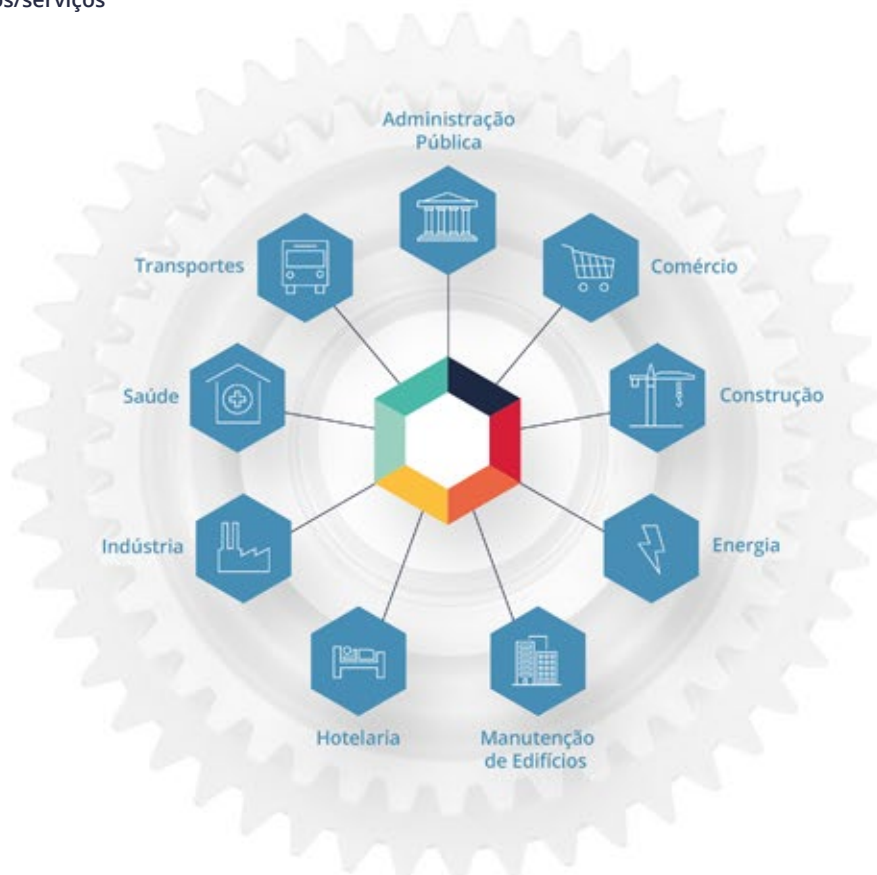 Administração
Pública
Transportes
Comércio
Saúde
Construção
Indústria
Energia
Hotelaria
Manutenção
de Edifícios